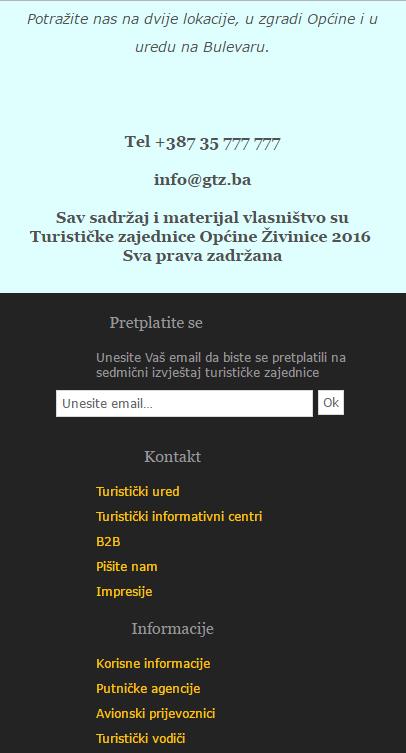 Potražite nas na dvije lokacije, u zgradi Općine i u
uredu na Bulevaru.
Tel +387 35 777 777
info@gtz.ba
Sav sadržaj i materijal vlasništvo su
Turističke zajednice Općine Živinice 2016
Sva prava zadržana
Pretplatite se
Unesite Vaš email da biste se pretplatili na
sedmični izvještaj turističke zajednice
Unesite email... Ok
Kontakt
Turistički ured
Turistički informativni centri
B2B
Pišite nam
Impresije
Informacije
Korisne informacije
Putničke agencije
Avionski prijevoznici
Turistički vodiči